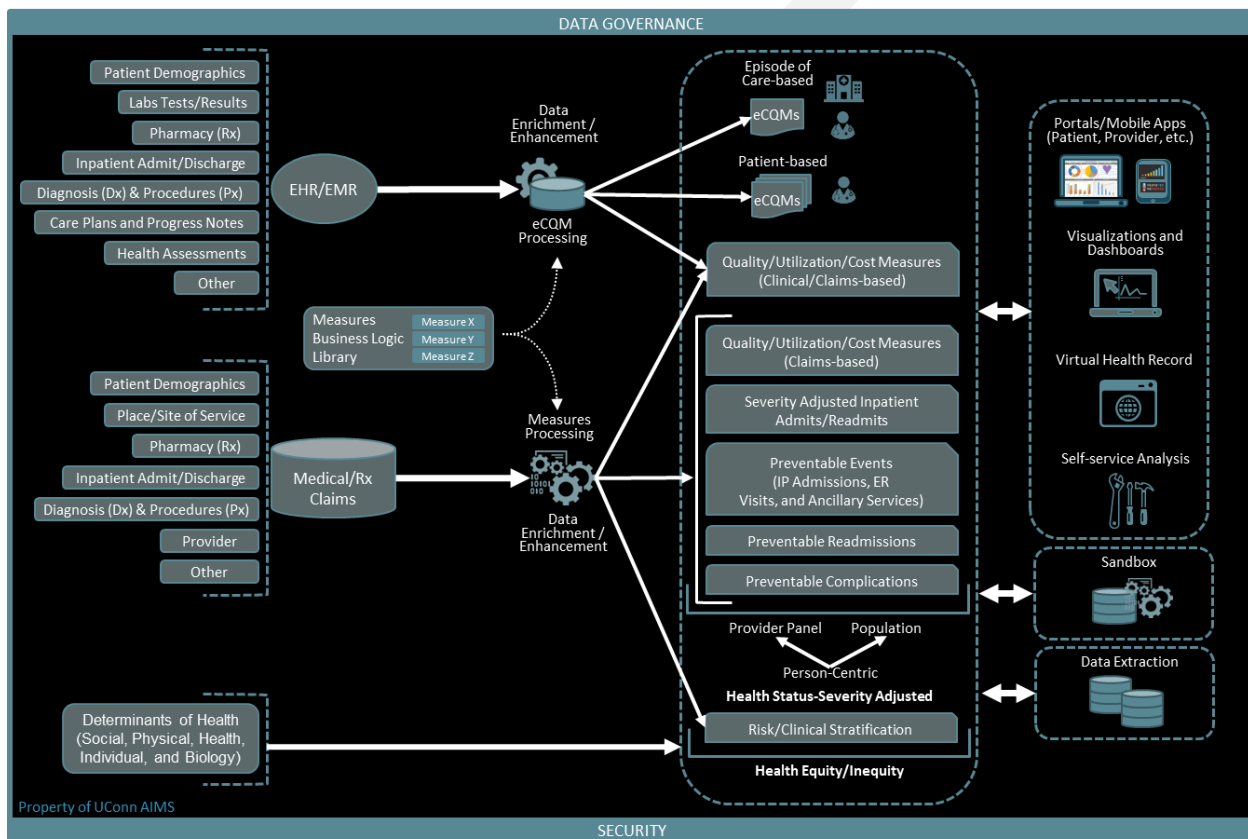 DATA GOVERNANCE
Patient Demographics
Labs Tests/Results
Pharmacy (Rx)
Inpatient Admit/Discharge
Diagnosis (Dx) & Procedures (Px)
Care Plans and Progress Notes
Health Assessments
Other
EHR/EMR
Data
Enrichment /
Enhancement
eCQM
Processing
Measures
Business Logic
Library
Measure X
Measure Y
Measure Z
Patient Demographics
Place/Site of Service
Pharmacy (Rx)
Inpatient Admit/Discharge
Diagnosis (Dx) & Procedures (Px)
Provider
Other
Medical/Rx
Claims
Measures
Processing
10
10101
010
Data
Enrichment /
Enhancement
Determinants of Health
(Social, Physical, Health,
Individual, and Biology)
Episode of
Care-based
eCQMs
Patient-based
eCQMs
Quality/Utilization/Cost Measures
(Clinical/Claims-based)
Quality/Utilization/Cost Measures
(Claims-based)
Severity Adjusted Inpatient
Admits/Readmits
Preventable Events
(IP Admissions, ER
Visits, and Ancillary Services)
Preventable Readmissions
Preventable Complications
Provider Panel
Population
Person-Centric
Health Status-Severity Adjusted
Risk/Clinical Stratification
Health Equity/Inequity
Portals/Mobile Apps
(Patient, Provider, etc.)
Visualizations and
Dashboards
Virtual Health Record
Self-service Analysis
Sandbox
Data Extraction
Property of UConn AIMS
SECURITY